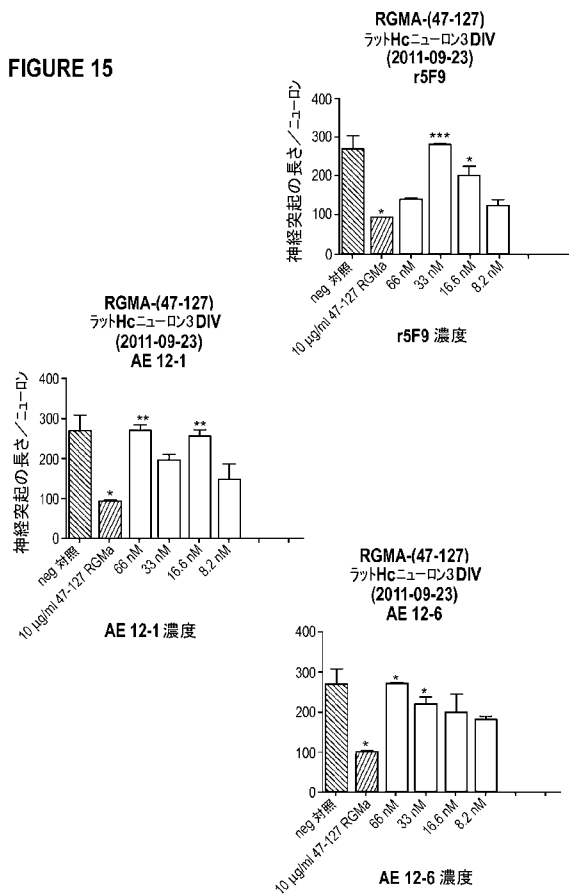 FIGURE 15
RGMA-(47-127)
ラットHcニューロン3 DIV
(2011-09-23)
r5F9
神経突起の長さ/ニューロン
400
300
200
100
0
***
*
*
neg 対照
10 µg/ml 47-127 RGMa
66 nM
33 nM
16.6 nM
8.2 nM
r5F9 濃度
RGMA-(47-127)
ラットHcニューロン3 DIV
(2011-09-23)
AE 12-1
神経突起の長さ/ニューロン
400
300
200
100
0
**
**
*
neg 対照
10 µg/ml 47-127 RGMa
66 nM
33 nM
16.6 nM
8.2 nM
AE 12-1 濃度
RGMA-(47-127)
ラットHcニューロン3 DIV
(2011-09-23)
AE 12-6
400
300
200
100
0
*
*
*
neg 対照
10 µg/ml 47-127 RGMa
66 nM
33 nM
16.6 nM
8.2 nM
AE 12-6 濃度